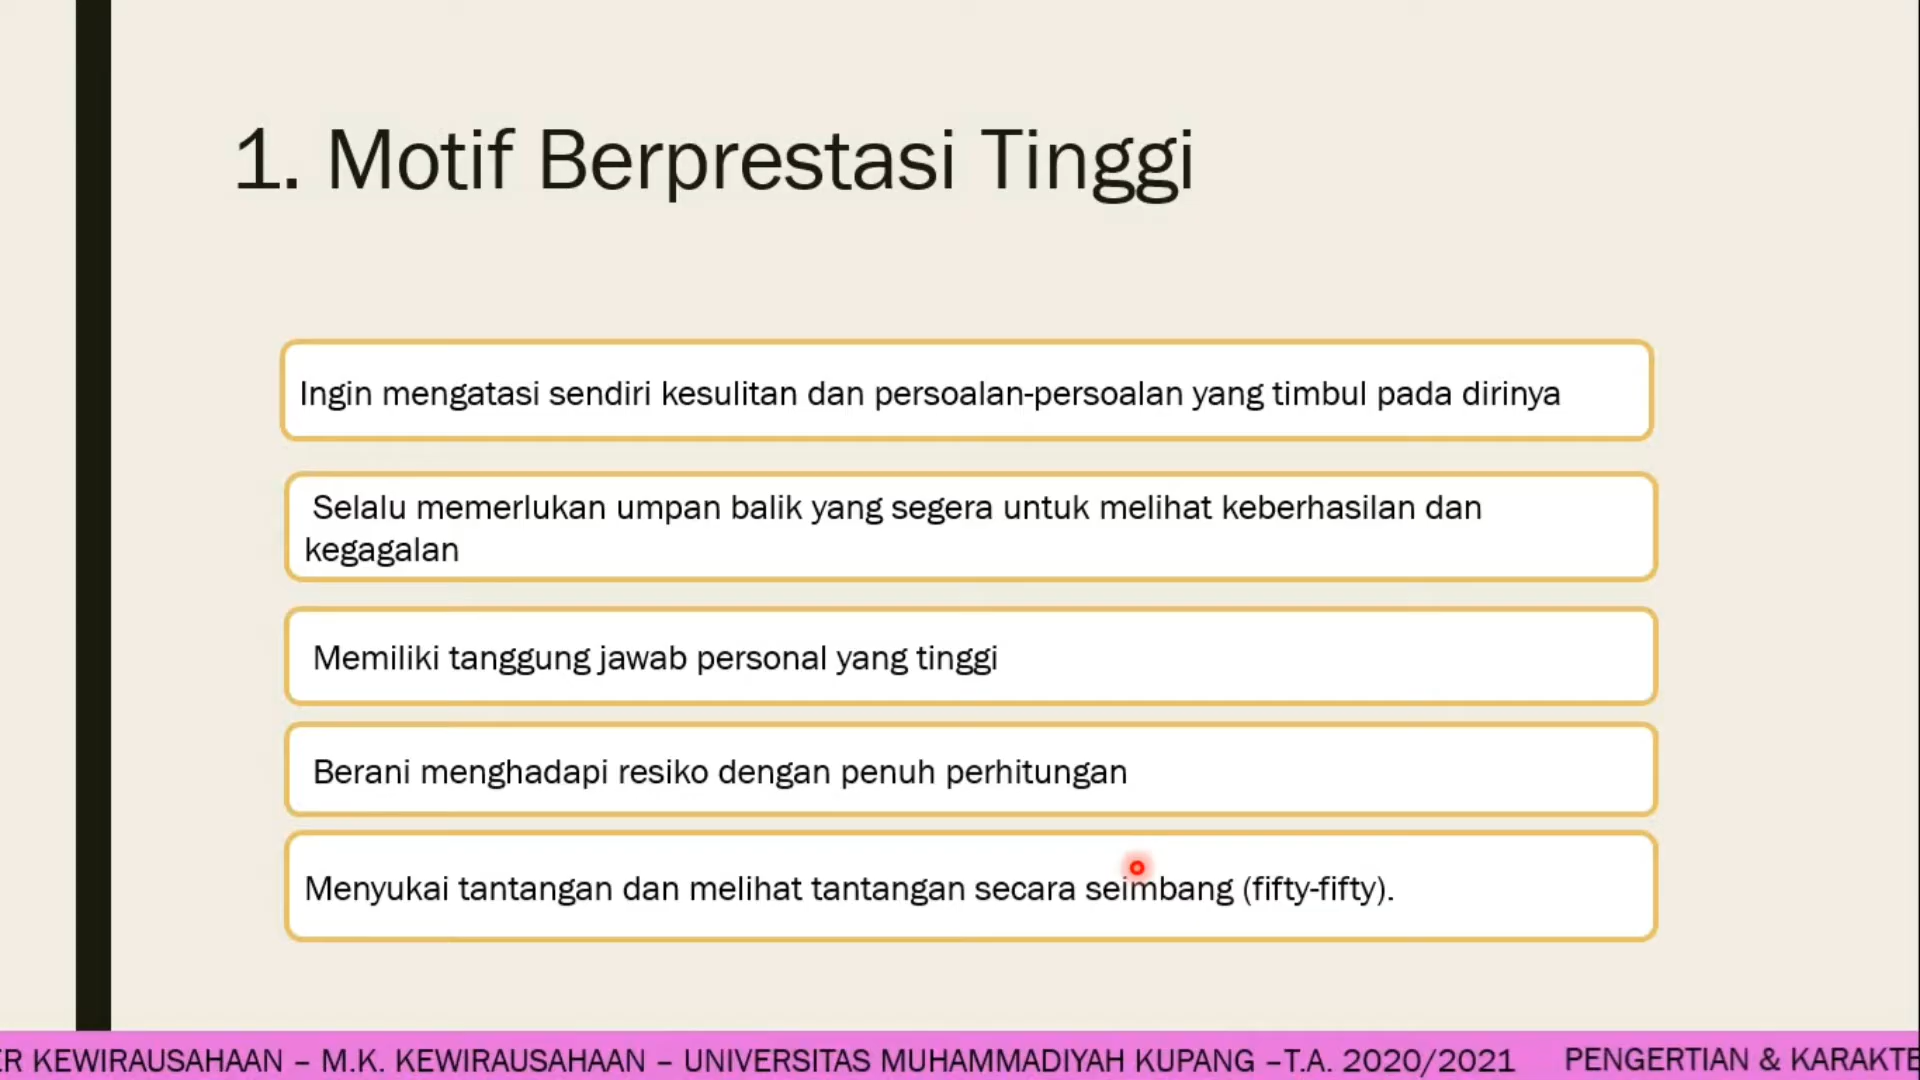 1. Motif Berprestasi Tinggi
Ingin mengatasi sendiri kesulitan dan persoalan-persoalan yang timbul pada dirinya
Selalu memerlukan umpan balik yang segera untuk melihat keberhasilan dan
kegagalan
Memiliki tanggung jawab personal yang tinggi
Berani menghadapi resiko dengan penuh perhitungan
Menyukai tantangan dan melihat tantangan secara seimbang (fifty-fifty).
KEWIRAUSAHAAN – M.K. KEWIRAUSAHAAN – UNIVERSITAS MUHAMMADIYAH KUPANG –T.A. 2020/2021 PENGERTIAN &